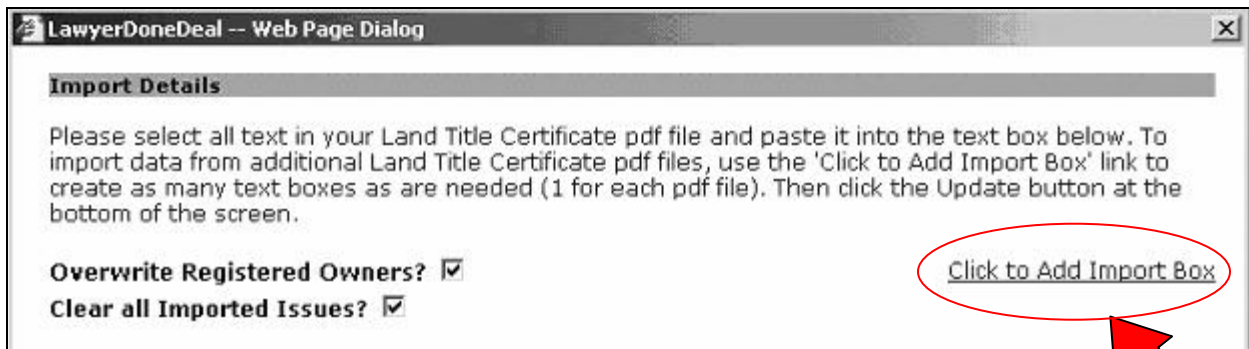 LawyerDoneDeal -- Web Page Dialog
Import Details
Please select all text in your Land Title Certificate pdf file and paste it into the text box below. To
import data from additional Land Title Certificate pdf files, use the 'Click to Add Import Box' link to
create as many text boxes as are needed (1 for each pdf file). Then click the Update button at the
bottom of the screen.
Overwrite Registered Owners?
Click to Add Import Box
Clear all Imported Issues?